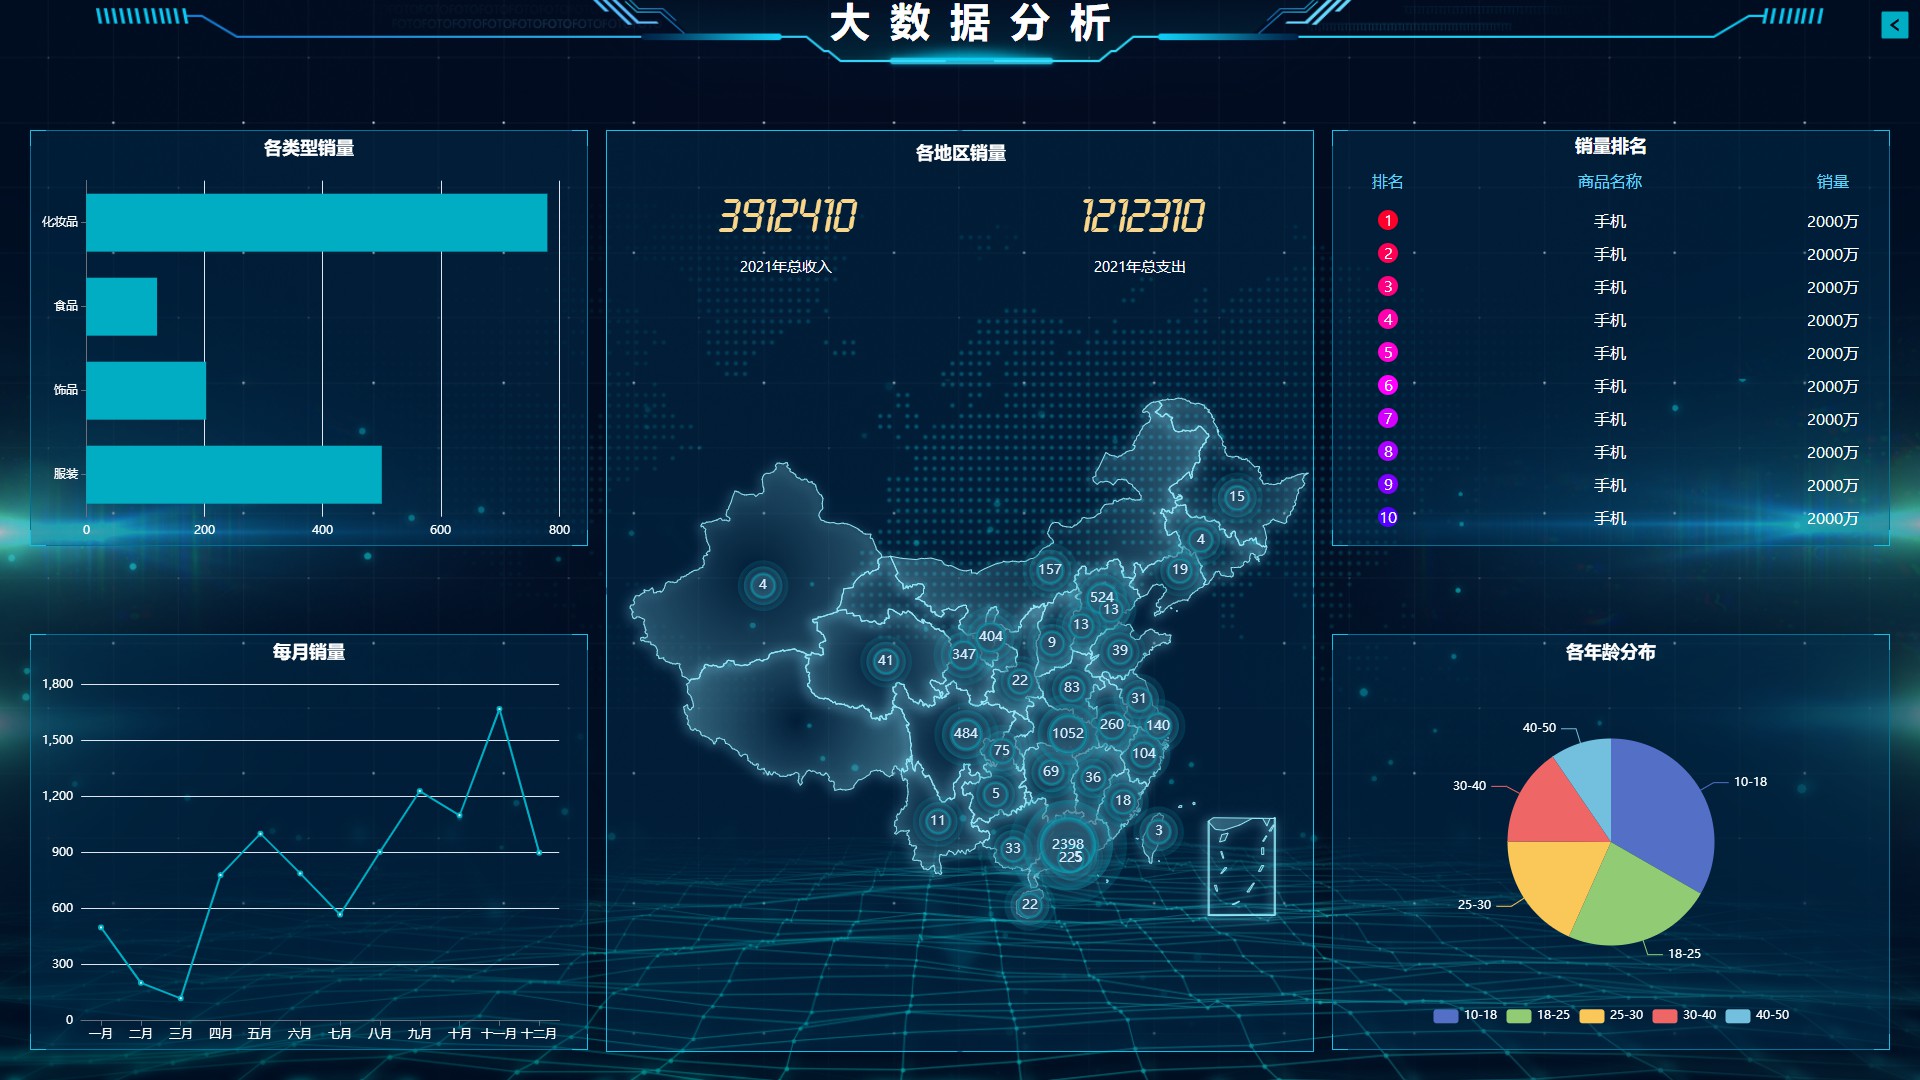 大数据分析
<
各类型销量
化妆品
食品
饰品
服装
0 200 400 600 800
每月销量
1,800
1,500
1,200
900
600
300
0
一月 二月 三月 四月 五月 六月 七月 八月 九月 十月 十一月 十二月
各地区销量
3912410 1212310
2021年总收入 2021年总支出
15
4
157 19
4 524
13
13
404 9
347 39
41
22 83
31
260 140
484 1052
75 104
69 36
5 18
11 3
33 2398
225
22
销量排名
排名 商品名称 销量
1 手机 2000万
2 手机 2000万
3 手机 2000万
4 手机 2000万
5 手机 2000万
6 手机 2000万
7 手机 2000万
8 手机 2000万
9 手机 2000万
10 手机 2000万
各年龄分布
40-50
10-18
30-40
25-30
18-25
10-18 18-25 25-30 30-40 40-50